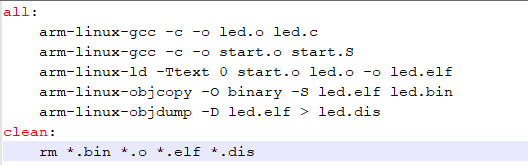 all:
    arm-linux-gcc -c -o led.o led.c
    arm-linux-gcc -c -o start.o start.S
    arm-linux-ld -Ttext 0 start.o led.o -o led.elf
    arm-linux-objcopy -O binary -S led.elf led.bin
    arm-linux-objdump -D led.elf > led.dis
clean:
    rm *.bin *.o *.elf *.dis